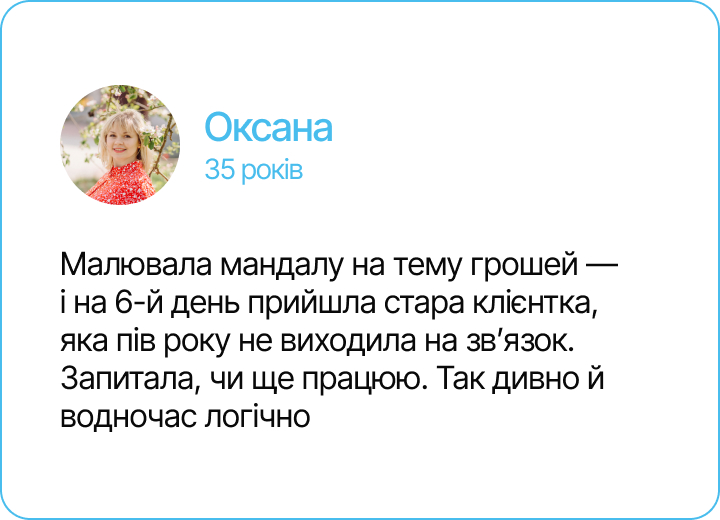 Оксана
35 років
Малювала мандалу на тему грошей —
і на 6-й день прийшла стара клієнтка,
яка пів року не виходила на зв’язок.
Запитала, чи ще працюю. Так дивно й
водночас логічно